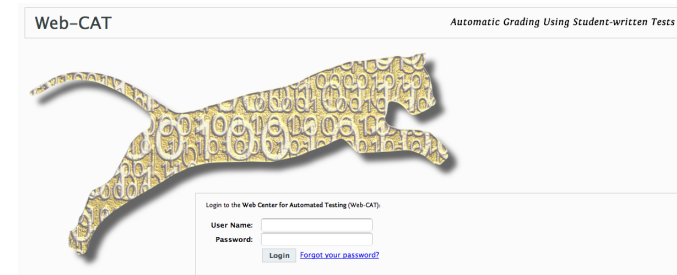 Web-CAT
Automatic Grading Using Student-written Tests
Login to the Web Center for Automated Testing (Web-CAT):
User Name:
Password:
Login Forgot your password?